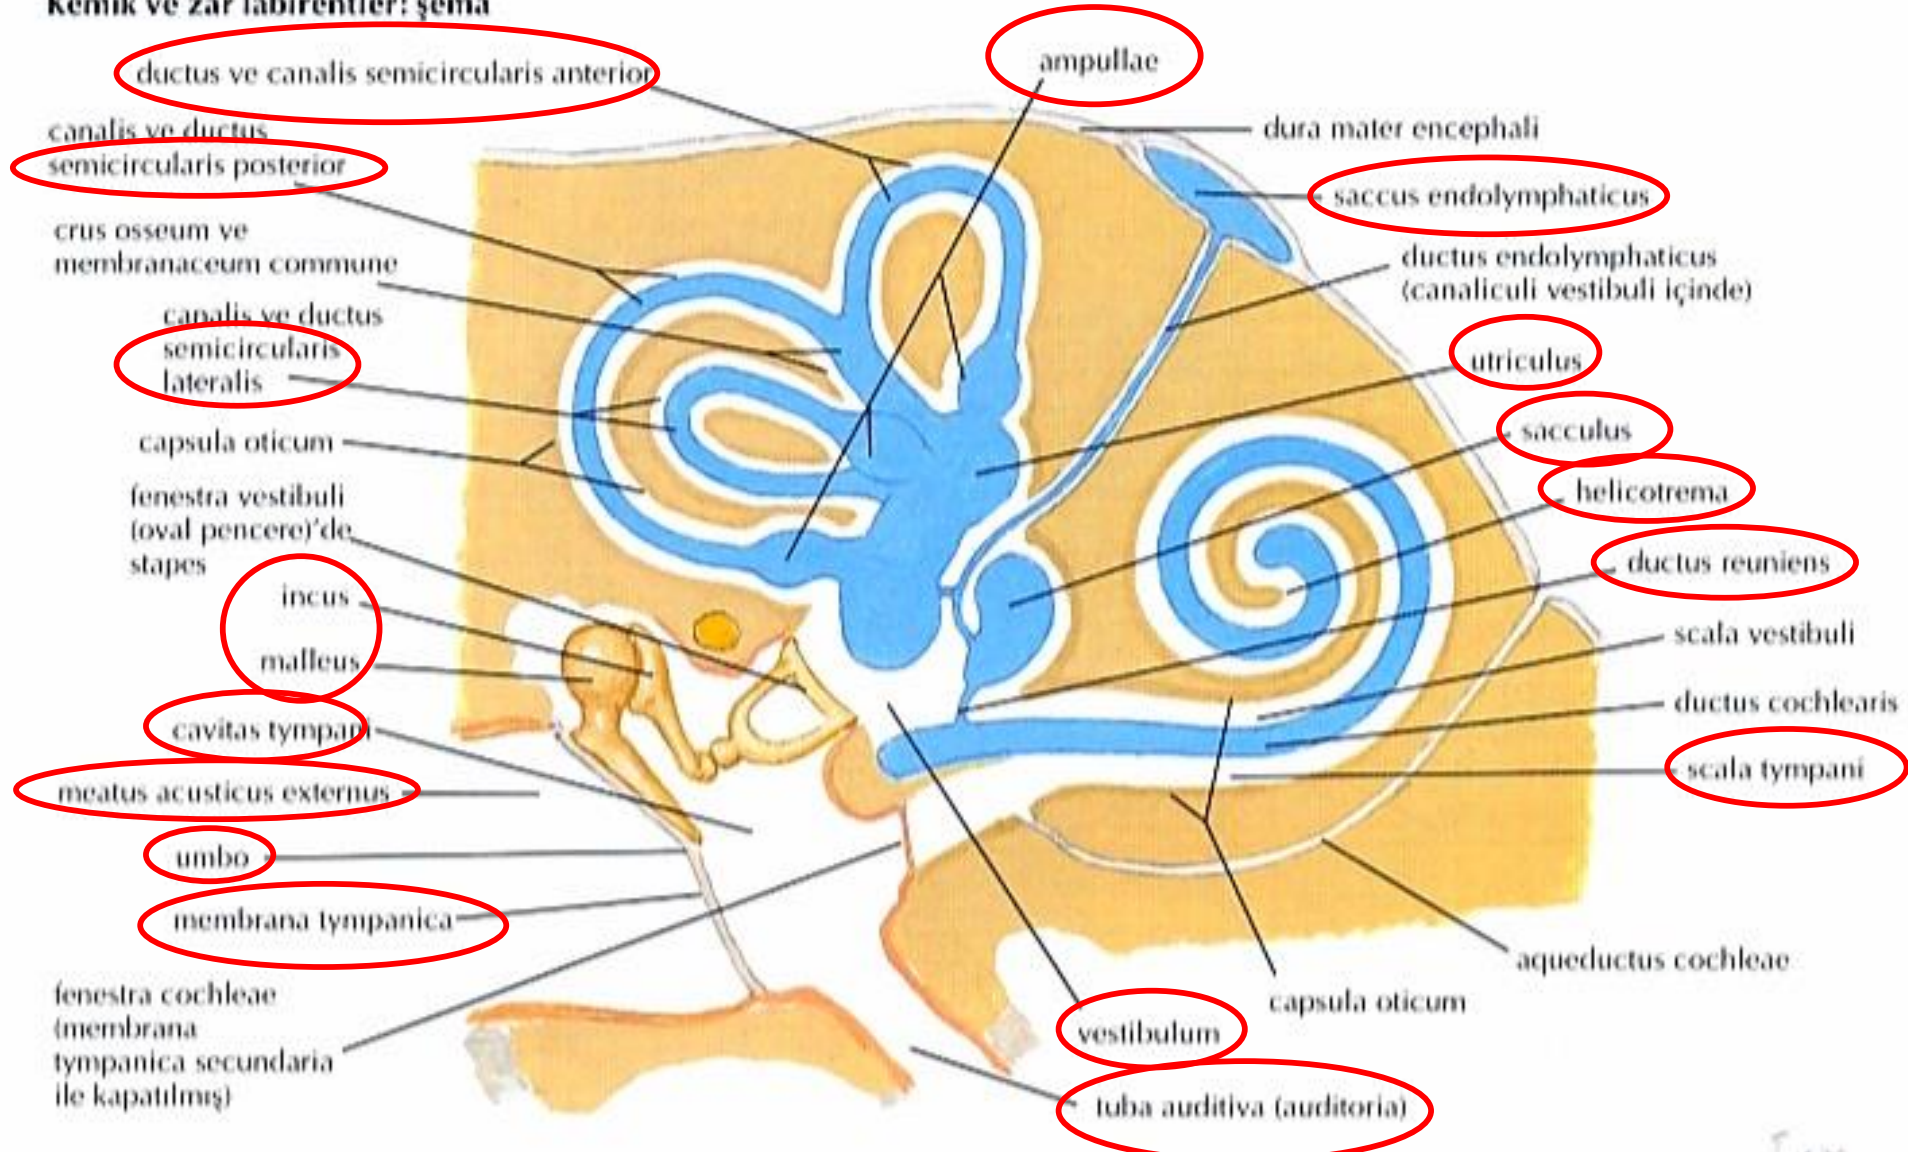 Kemik ve zar labirentler: şema
ductus ve canalis semicircularis anterior
canalis ve ductus
semicircularis posterior
crus osseum ve
membranaceum commune
canalis ve ductus
semicircularis
lateralis
capsula oticum
fenestra vestibuli
(oval pencere)'de
stapes
incus
malleus
cavitas tympani
meatus acusticus externus
umbo
membrana tympanica
fenestra cochleae
(membrana
tympanica secundaria
ile kapatılmış)
ampullae
dura mater encephali
saccus endolymphaticus
ductus endolymphaticus
(canaliculi vestibuli içinde)
utriculus
sacculus
helicotrema
ductus reuniens
scala vestibuli
ductus cochlearis
scala tympani
aqueductus cochleae
capsula oticum
vestibulum
tuba auditiva (auditoria)